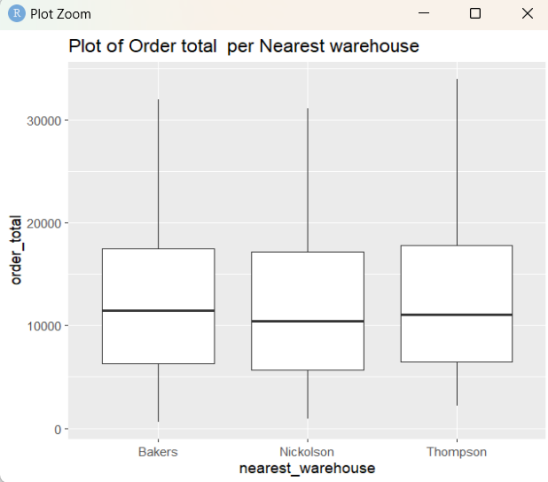 R Plot Zoom
Plot of Order total  per Nearest warehouse
order_total
30000
20000
10000
0
Bakers Nickolson Thompson
nearest_warehouse